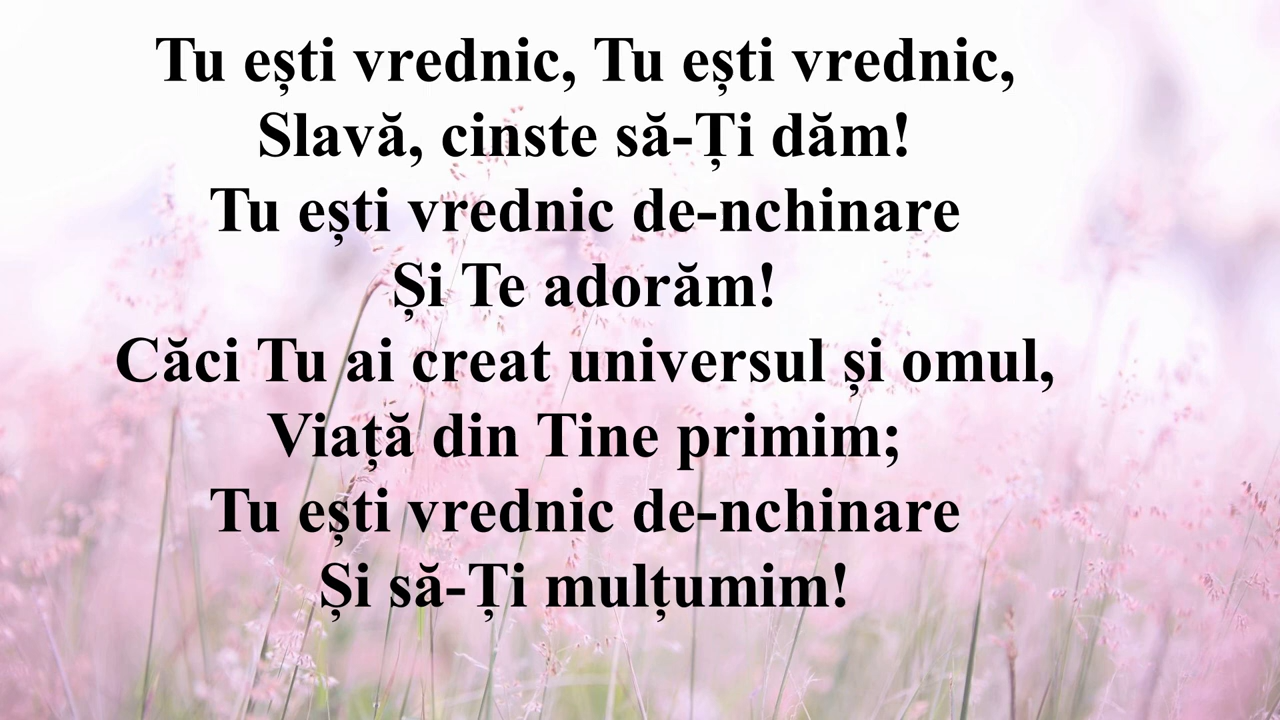 Tu ești vrednic, Tu ești vrednic,
Slavă, cinste să-Ți dăm!
Tu ești vrednic de-nchinare
Și Te adorăm!
Căci Tu ai creat universul și omul,
Viață din Tine primim;
Tu ești vrednic de-nchinare
Și să-Ți mulțumim!